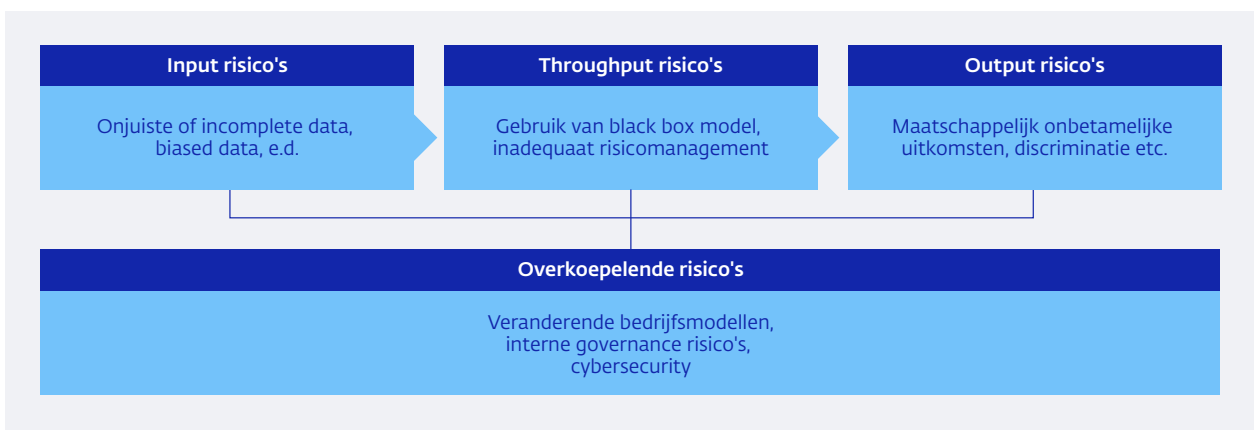 Input risico's
Onjuiste of incomplete data,
biased data, e.d.
Throughput risico's
Gebruik van black box model,
inadequaat risicomanagement
Output risico's
Maatschappelijk onbetamelijke
uitkomsten, discriminatie etc.
Overkoepelende risico's
Veranderende bedrijfsmodellen,
interne governance risico's,
cybersecurity